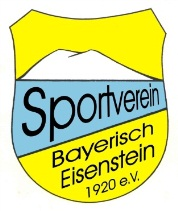 Sportverein
Bayerisch
Eisenstein
1920 e.V.